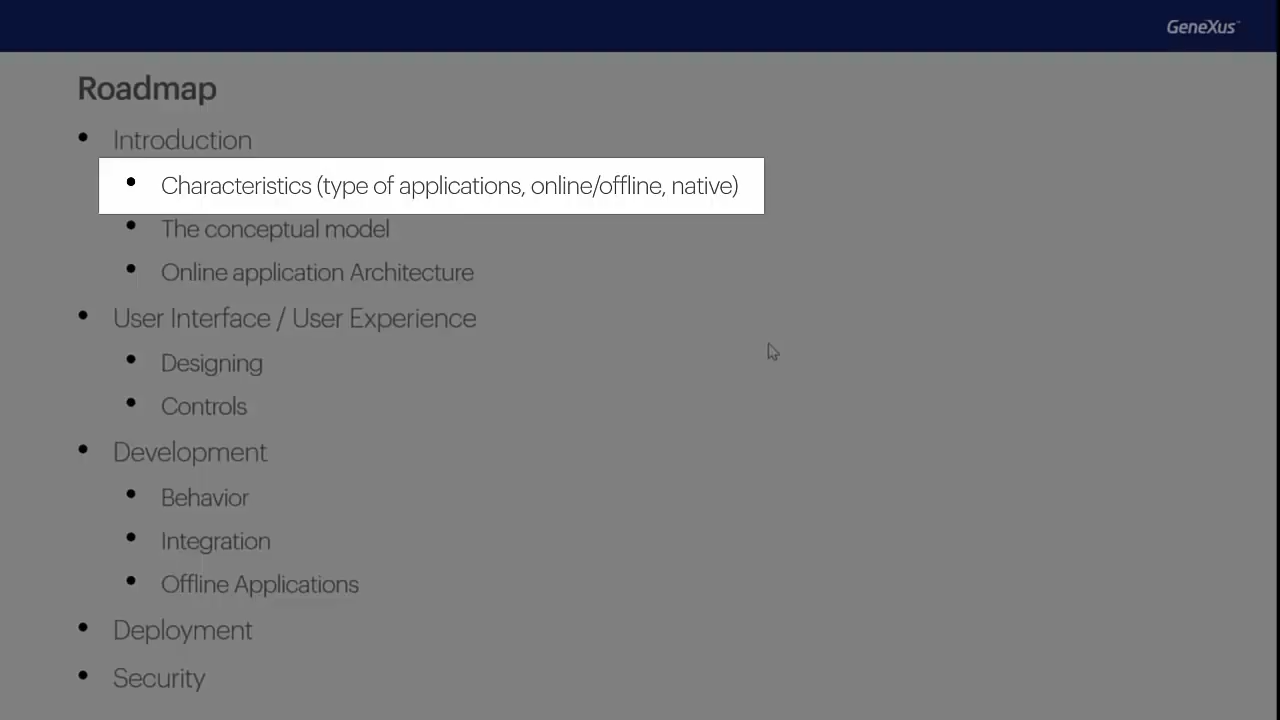 GeneXus™
Roadmap
• Introduction
• Characteristics (type of applications, online/offline, native)
• The conceptual model
• Online application Architecture
• User Interface / User Experience
• Designing
• Controls
• Development
• Behavior
• Integration
• Offline Applications
• Deployment
• Security